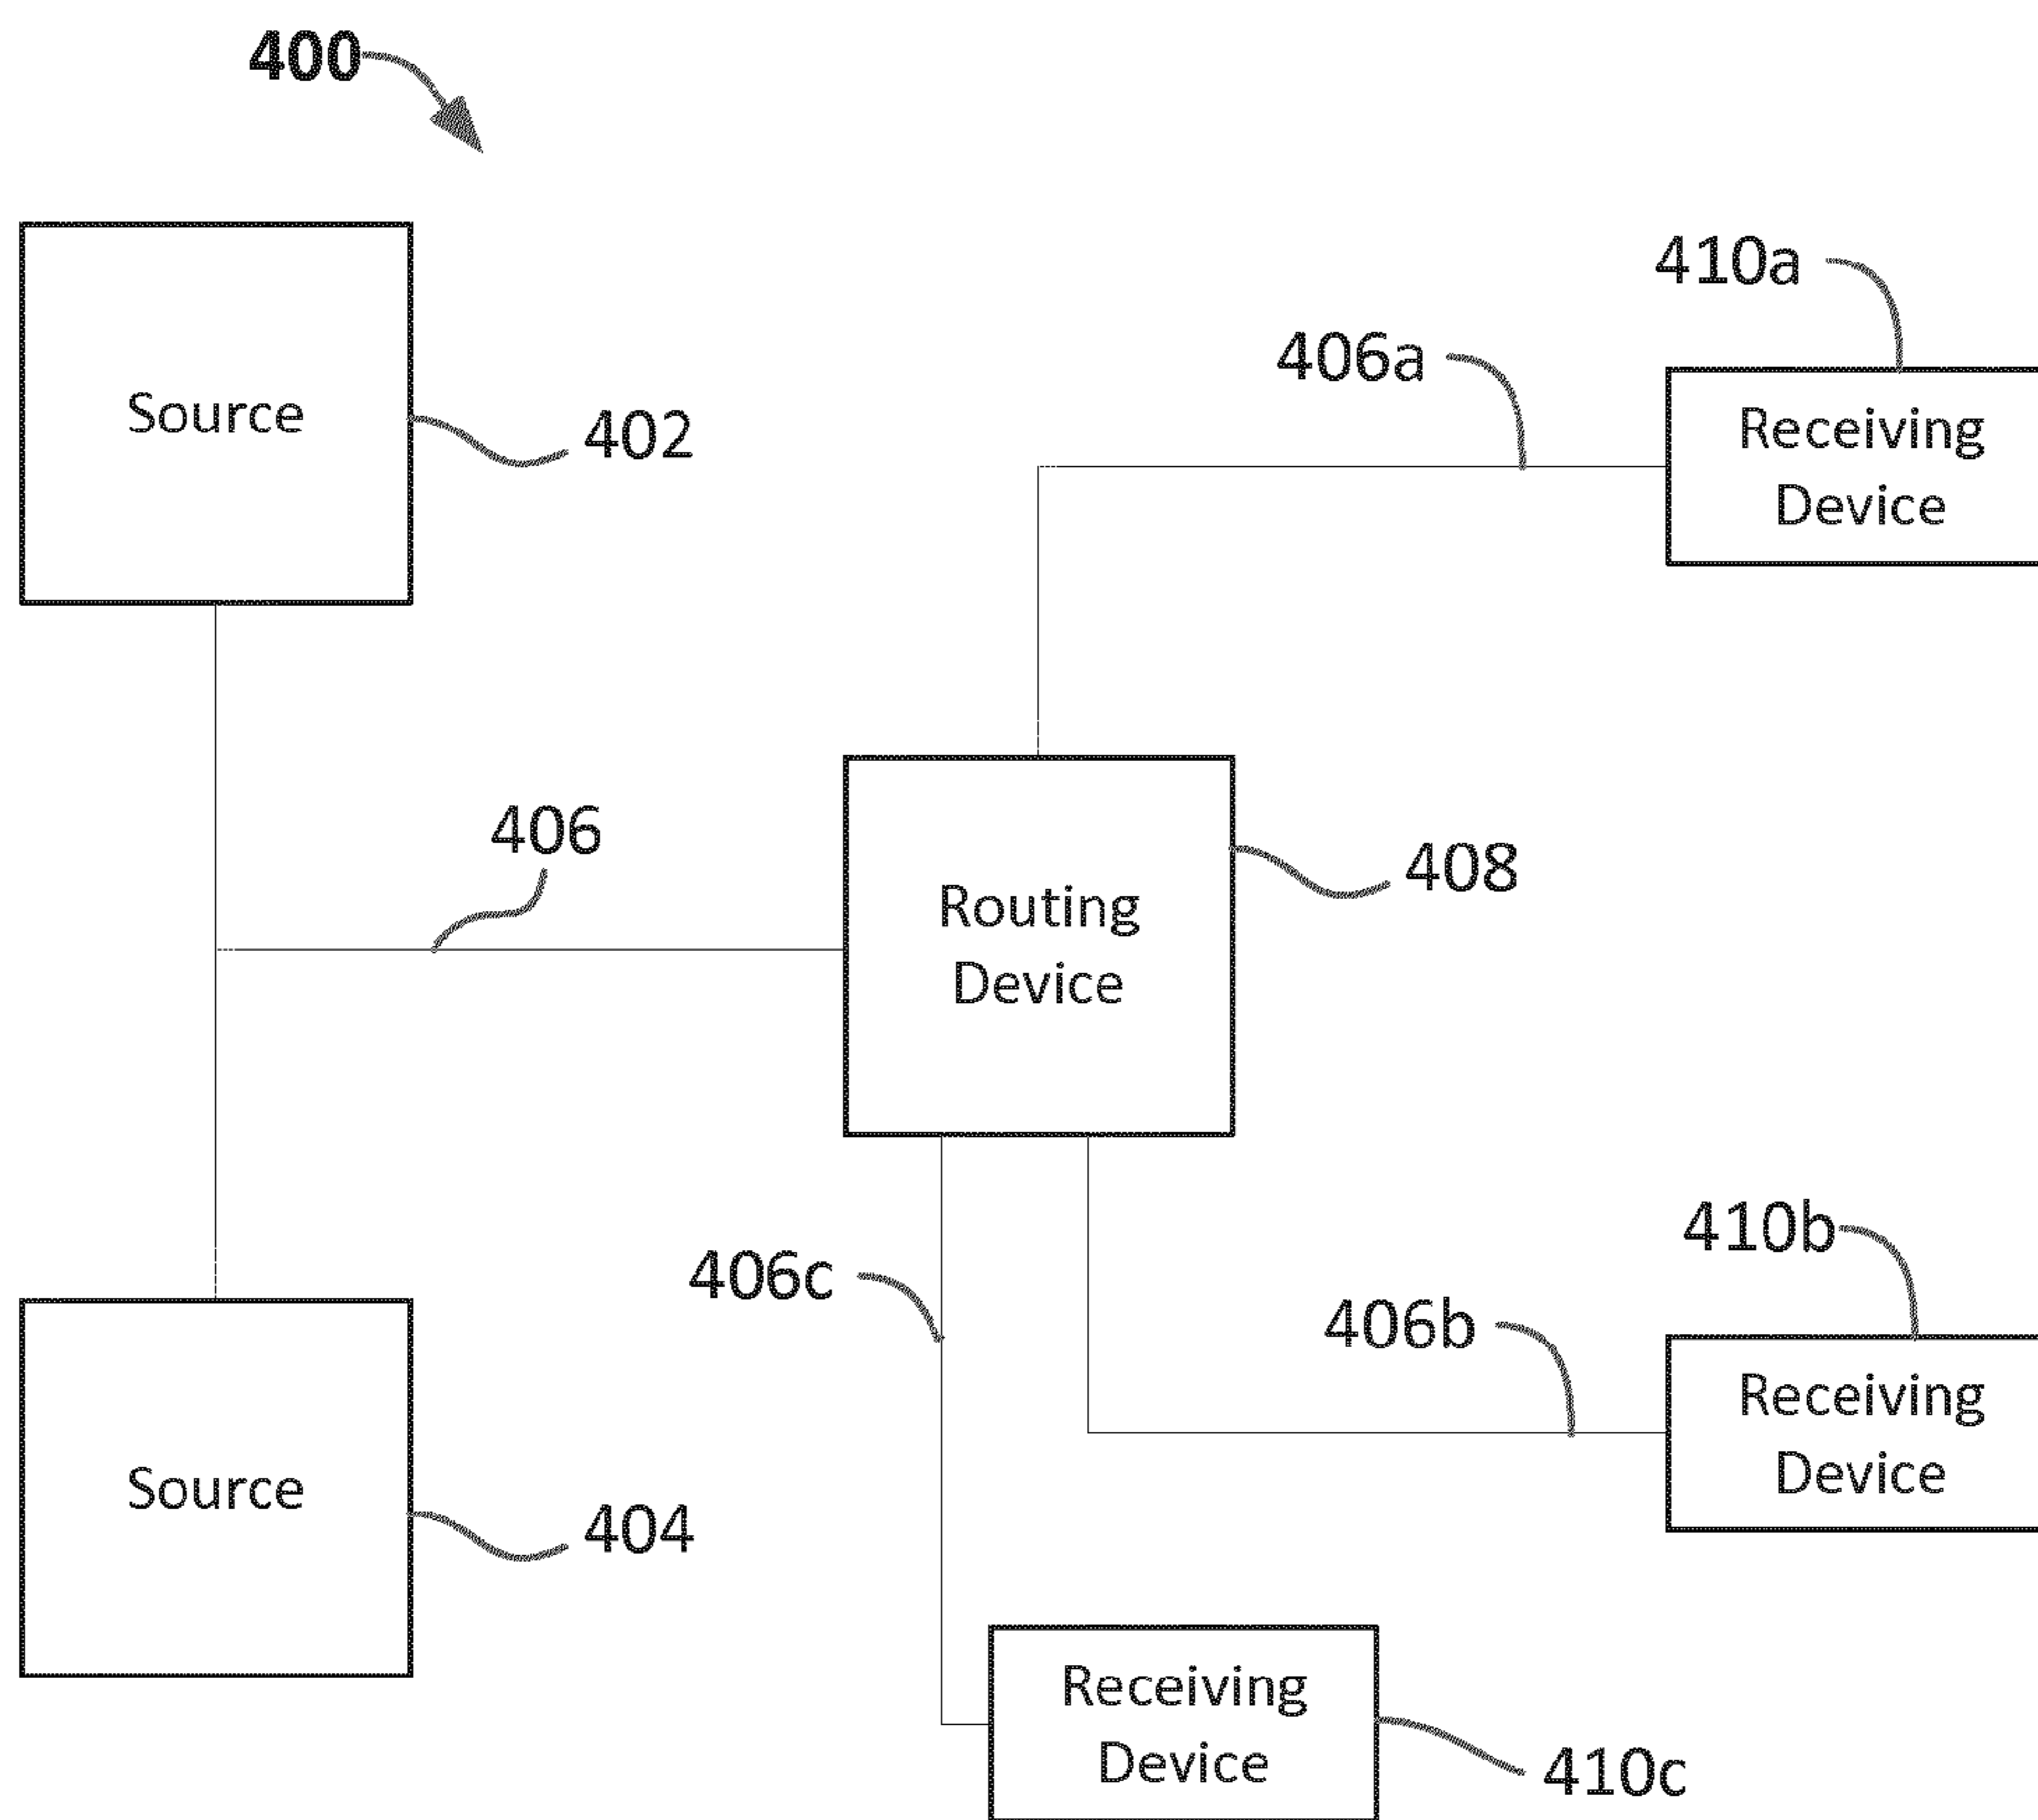 400
410a
406a
Receiving
Device
Source
402
406
408
Routing
Device
410b
406c
406b
Receiving
Device
Source
404
Receiving
Device
410c